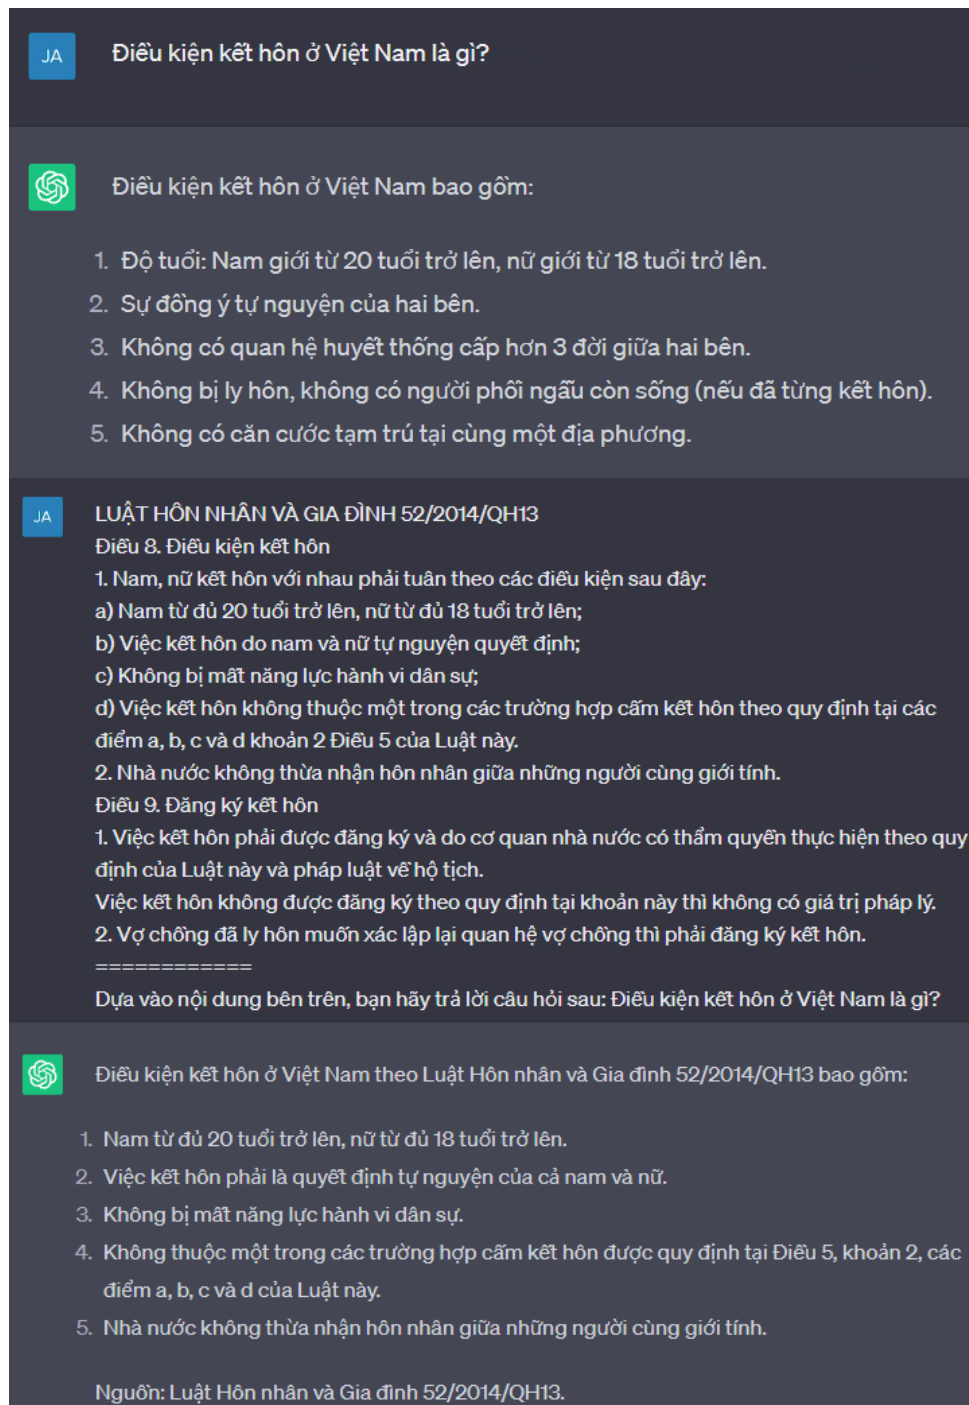 JA
Điều kiện kết hôn ở Việt Nam là gì?
Điều kiện kết hôn ở Việt Nam bao gồm:
1. Độ tuổi: Nam giới từ 20 tuổi trở lên, nữ giới từ 18 tuổi trở lên.
2. Sự đồng ý tự nguyện của hai bên.
3. Không có quan hệ huyết thống cấp hơn 3 đời giữa hai bên.
4. Không bị ly hôn, không có người phối ngẫu còn sống (nếu đã từng kết hôn).
5. Không có căn cước tạm trú tại cùng một địa phương.
JA
LUẬT HÔN NHÂN VÀ GIA ĐÌNH 52/2014/QH13
Điều 8. Điều kiện kết hôn
1. Nam, nữ kết hôn với nhau phải tuân theo các điều kiện sau đây:
a) Nam từ đủ 20 tuổi trở lên, nữ từ đủ 18 tuổi trở lên;
b) Việc kết hôn do nam và nữ tự nguyện quyết định;
c) Không bị mất năng lực hành vi dân sự;
d) Việc kết hôn không thuộc một trong các trường hợp cấm kết hôn theo quy định tại các
điểm a, b, c và d khoản 2 Điều 5 của Luật này.
2. Nhà nước không thừa nhận hôn nhân giữa những người cùng giới tính.
Điều 9. Đăng ký kết hôn
1. Việc kết hôn phải được đăng ký và do cơ quan nhà nước có thẩm quyền thực hiện theo quy
định của Luật này và pháp luật về hộ tịch.
Việc kết hôn không được đăng ký theo quy định tại khoản này thì không có giá trị pháp lý.
2. Vợ chồng đã ly hôn muốn xác lập lại quan hệ vợ chồng thì phải đăng ký kết hôn.
============
Dựa vào nội dung bên trên, bạn hãy trả lời câu hỏi sau: Điều kiện kết hôn ở Việt Nam là gì?
Điều kiện kết hôn ở Việt Nam theo Luật Hôn nhân và Gia đình 52/2014/QH13 bao gồm:
1. Nam từ đủ 20 tuổi trở lên, nữ từ đủ 18 tuổi trở lên.
2. Việc kết hôn phải là quyết định tự nguyện của cả nam và nữ.
3. Không bị mất năng lực hành vi dân sự.
4. Không thuộc một trong các trường hợp cấm kết hôn được quy định tại Điều 5, khoản 2, các
điểm a, b, c và d của Luật này.
5. Nhà nước không thừa nhận hôn nhân giữa những người cùng giới tính.
Nguồn: Luật Hôn nhân và Gia đình 52/2014/QH13.